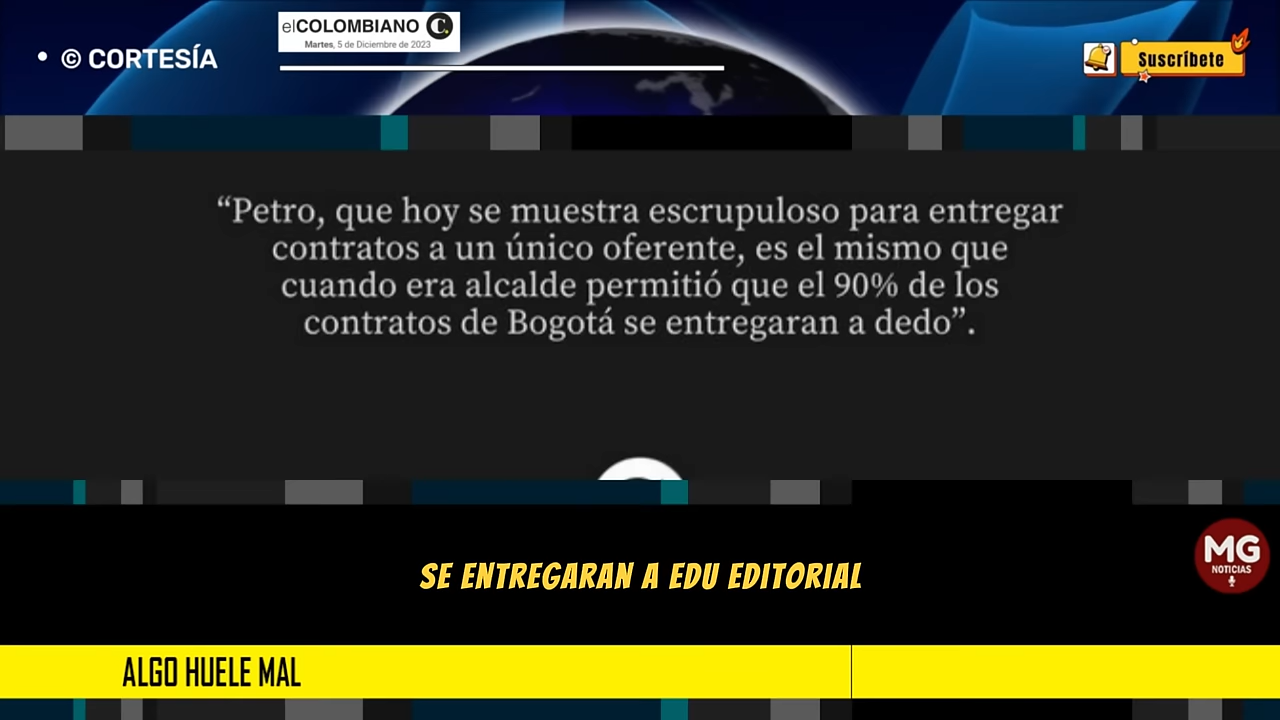 elCOLOMBIANO C.
Martes, 5 de Diciembre de 2023
• © CORTESÍA
Suscríbete
“Petro, que hoy se muestra escrupuloso para entregar
contratos a un único oferente, es el mismo que
cuando era alcalde permitió que el 90% de los
contratos de Bogotá se entregaran a dedo”.
MG
NOTICIAS
SE ENTREGARAN A EDU EDITORIAL
ALGO HUELE MAL